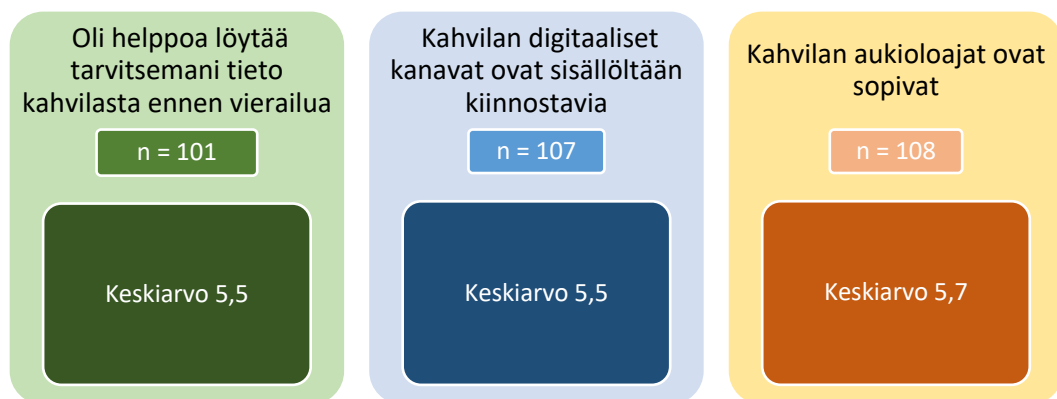 Oli helppoa löytää
tarvitsemani tieto
kahvilasta ennen vierailua
n = 101
Keskiarvo 5,5
Kahvilan digitaaliset
kanavat ovat sisällöltään
kiinnostavia
n = 107
Keskiarvo 5,5
Kahvilan aukioloajat ovat
sopivat
n = 108
Keskiarvo 5,7